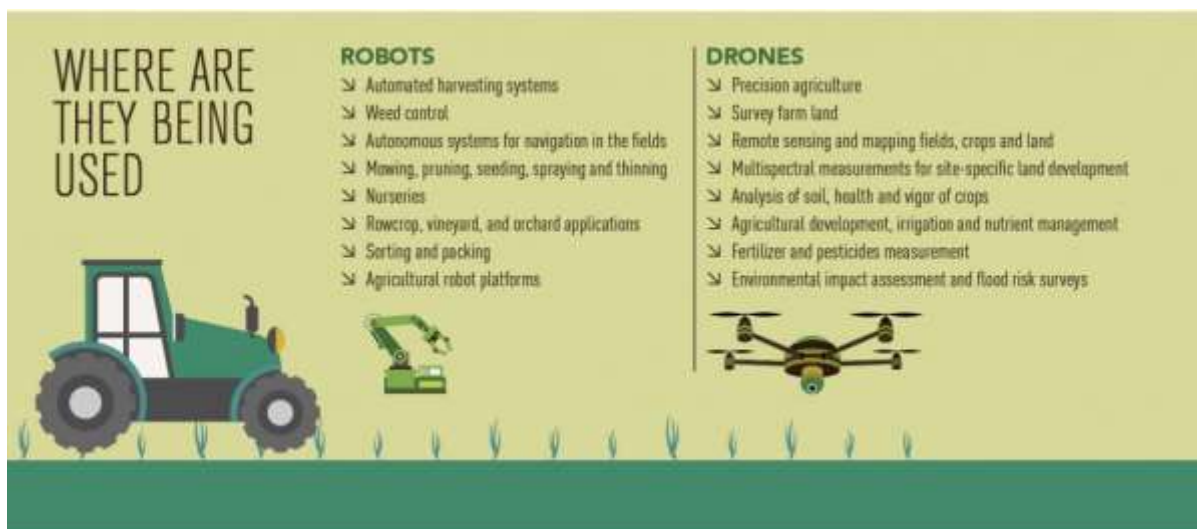 WHERE ARE
THEY BEING
USED
ROBOTS
Automated harvesting systems
Weed control
Autonomous systems for navigation in the fields
Mowing, pruning, seeding, spraying and thinning
Nurseries
Rowcrop, vineyard, and orchard applications
Sorting and packing
Agricultural robot platforms
DRONES
Precision agriculture
Survey farm land
Remote sensing and mapping fields, crops and land
Multispectral measurements for site-specific land development
Analysis of soil, health and vigor of crops
Agricultural development, irrigation and nutrient management
Fertilizer and pesticides measurement
Environmental impact assessment and flood risk surveys